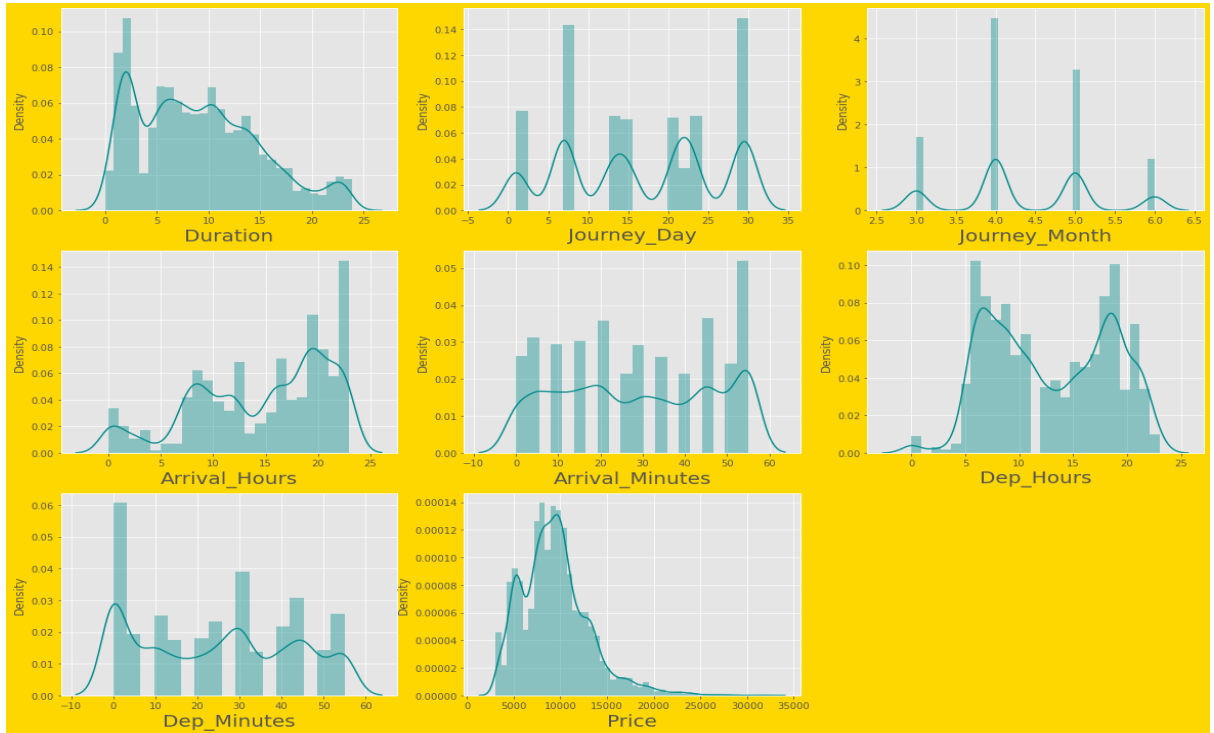 0.10
0.08
0.06
0.04
0.02
0.00
Density
0 5 10 15 20 25
Duration
0.14
0.12
0.10
0.08
0.06
0.04
0.02
0.00
Density
−5 0 5 10 15 20 25 30 35
Journey_Day
4
3
2
1
0
Density
2.5 3.0 3.5 4.0 4.5 5.0 5.5 6.0 6.5
Journey_Month
0.14
0.12
0.10
0.08
0.06
0.04
0.02
0.00
Density
0 5 10 15 20 25
Arrival_Hours
0.05
0.04
0.03
0.02
0.01
0.00
Density
−10 0 10 20 30 40 50 60
Arrival_Minutes
0.10
0.08
0.06
0.04
0.02
0.00
Density
0 5 10 15 20 25
Dep_Hours
0.06
0.05
0.04
0.03
0.02
0.01
0.00
Density
−10 0 10 20 30 40 50 60
Dep_Minutes
0.00014
0.00012
0.00010
0.00008
0.00006
0.00004
0.00002
0.00000
Density
0 5000 10000 15000 20000 25000 30000 35000
Price